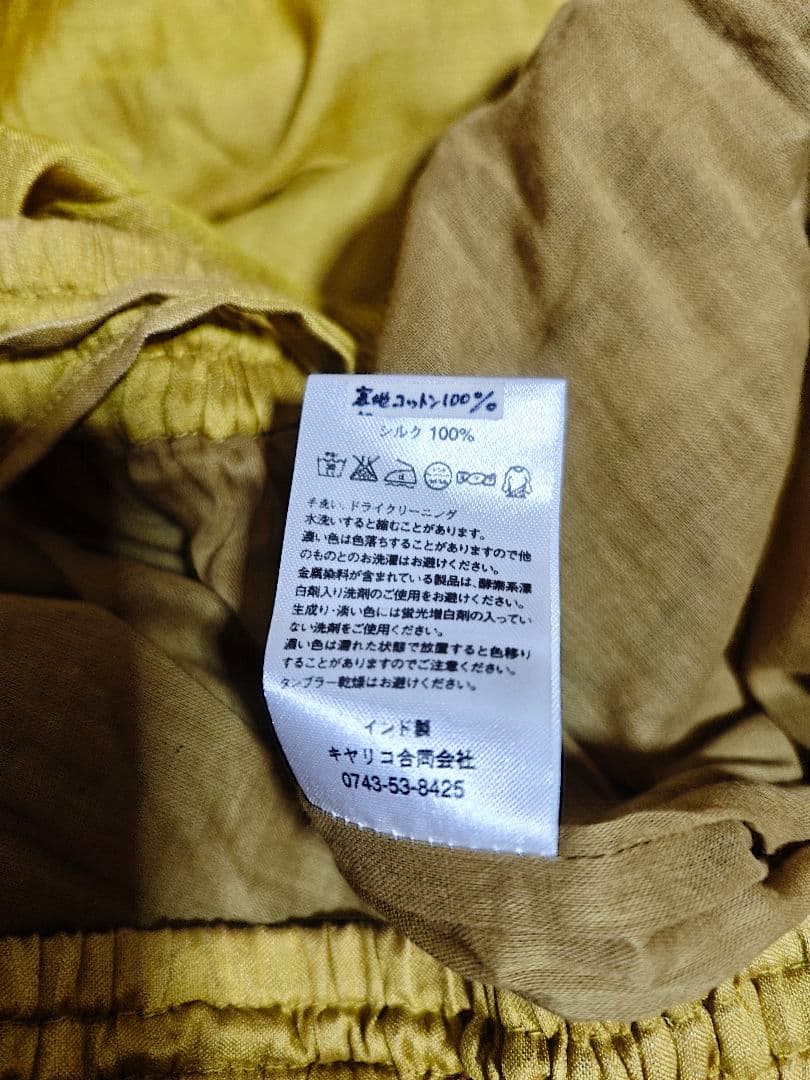 裏地コットン100%
シルク 100%
手洗い、ドライクリーニング
水洗いすると縮むことがあります。
濃い色は色落ちすることがありますので他
のものとのお洗濯はお避けください。
金属染料が含まれている製品は、酵素系漂
白剤入り洗剤のご使用をお避けください。
生成り・淡い色には蛍光増白剤の入ってい
ない洗剤をご使用ください。
濃い色は濡れた状態で放置すると色移り
することがありますのでご注意ください。
タンブラー乾燥はお避けください。
インド製
キヤリコ合同会社
0743-53-8425